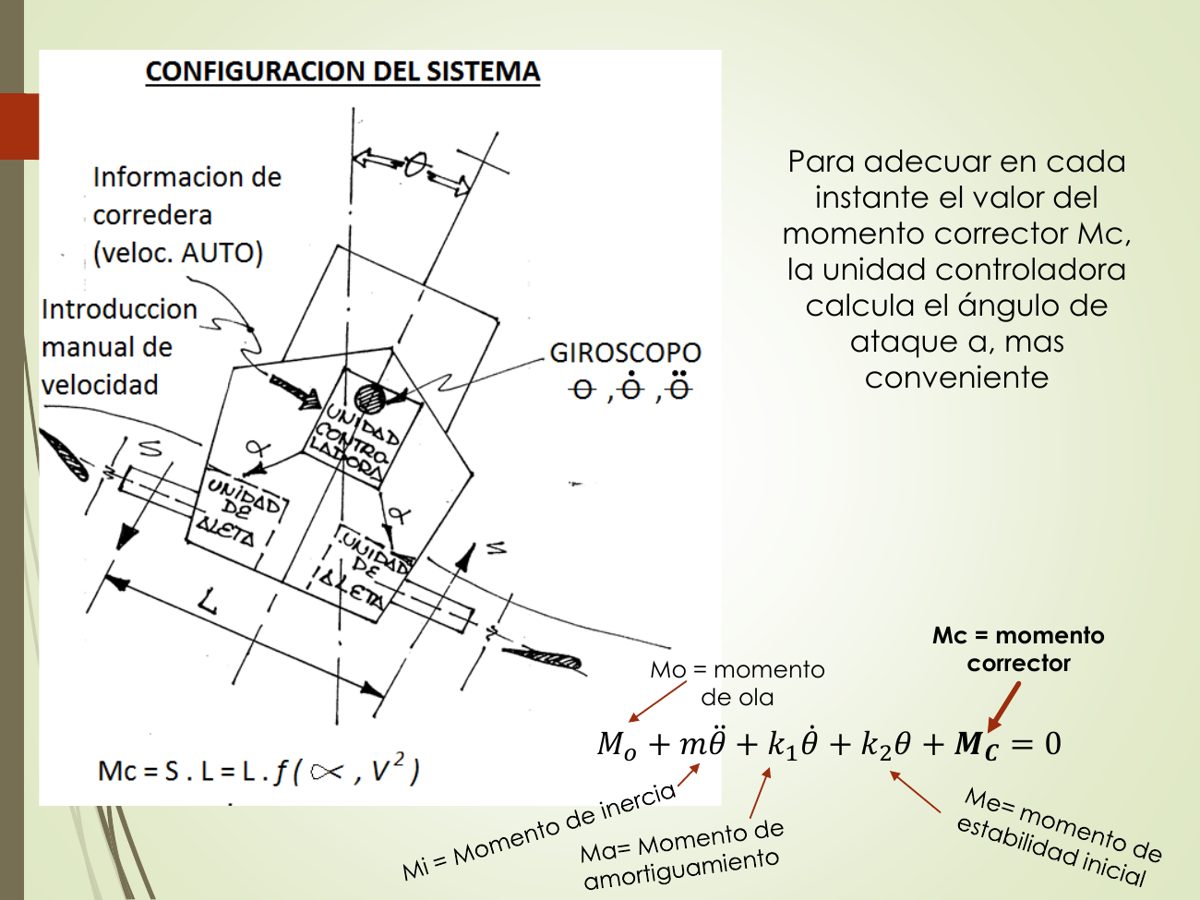 CONFIGURACION DEL SISTEMA
θ
Informacion de
corredera
(veloc. AUTO)
Introduccion
manual de
velocidad
GIROSCOPO
θ , θ̇ , θ̈
UNIDAD
CONTRO-
LADORA
α
α
S
S
UNIDAD
DE
ALETA
UNIDAD
DE
ALETA
L
Mc = S . L = L . f ( ∝ , V² )
Para adecuar en cada
instante el valor del
momento corrector Mc,
la unidad controladora
calcula el ángulo de
ataque a, mas
conveniente
Mc = momento
corrector
Mo = momento
de ola
Mₒ + mθ̈ + k₁θ̇ + k₂θ + M_C = 0
Mi = Momento de inercia
Ma= Momento de
amortiguamiento
Me= momento de
estabilidad inicial